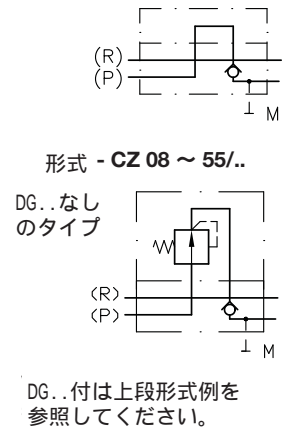 (R)
(P)
M
形式 - CZ 08 ～ 55/..
DG..なし
のタイプ
(R)
(P)
M
DG..付は上段形式例を
参照してください。